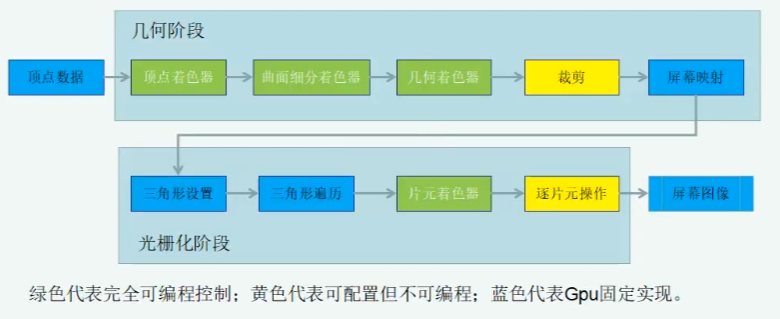 几何阶段
顶点数据
顶点着色器
曲面细分着色器
几何着色器
裁剪
屏幕映射
三角形设置
三角形遍历
片元着色器
逐片元操作
屏幕图像
光栅化阶段
绿色代表完全可编程控制；黄色代表可配置但不可编程；蓝色代表Gpu固定实现。